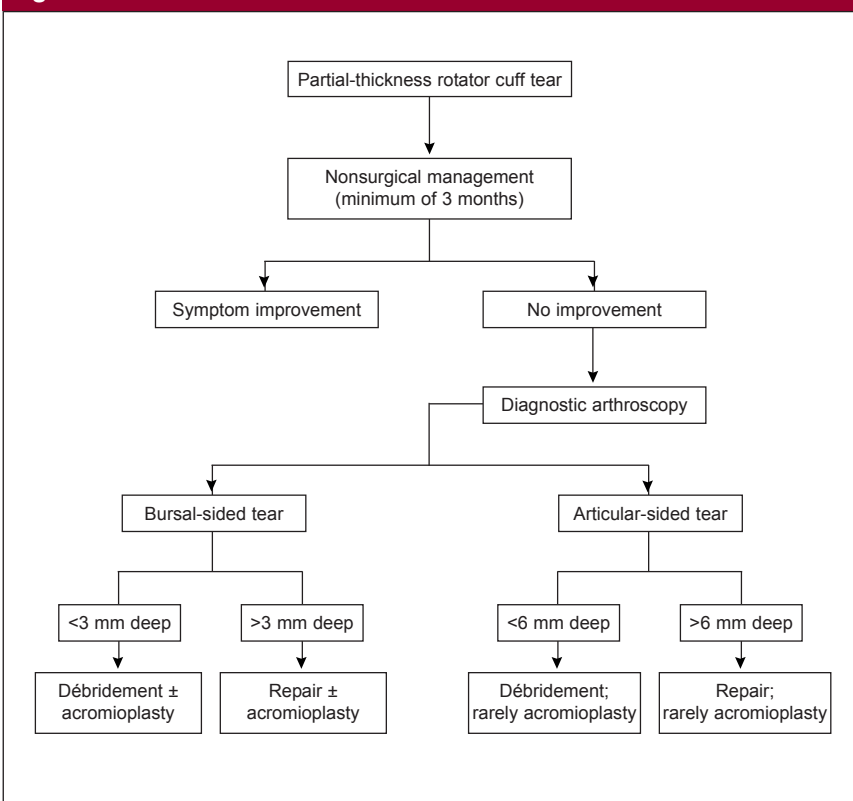 Partial-thickness rotator cuff tear
Nonsurgical management
(minimum of 3 months)
Symptom improvement
No improvement
Diagnostic arthroscopy
Bursal-sided tear
Articular-sided tear
<3 mm deep
>3 mm deep
<6 mm deep
>6 mm deep
Débridement ±
acromioplasty
Repair ±
acromioplasty
Débridement;
rarely acromioplasty
Repair;
rarely acromioplasty